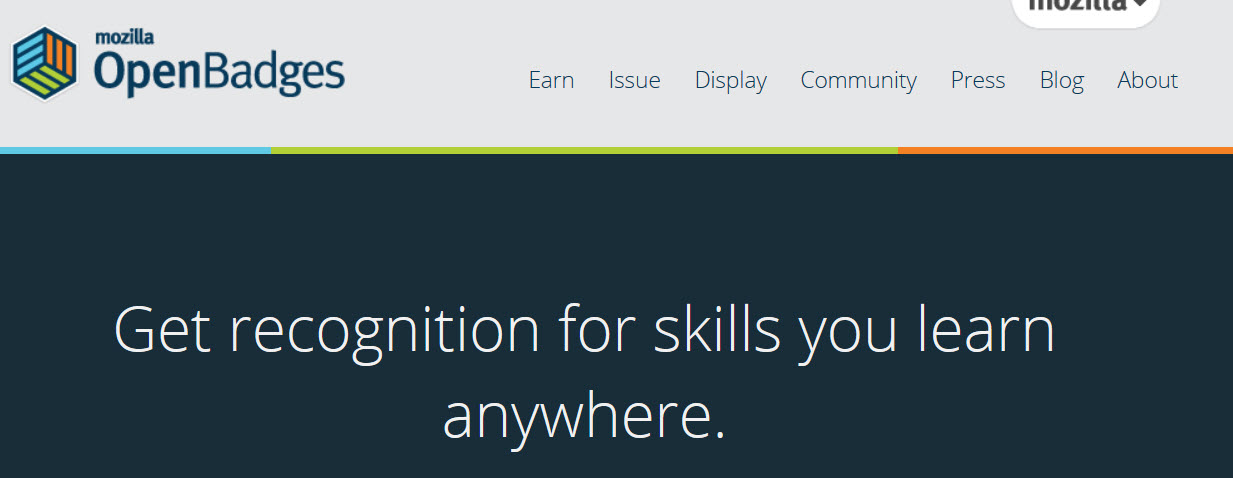 mozilla
mozilla
OpenBadges
Earn Issue Display Community Press Blog About
Get recognition for skills you learn
anywhere.